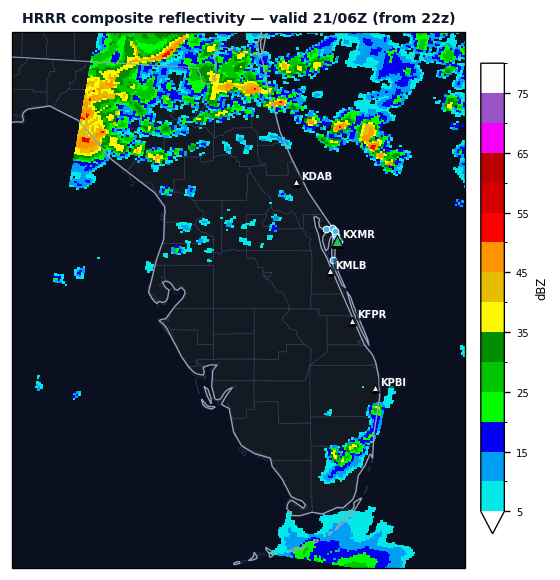 HRRR composite reflectivity — valid 21/06Z (from 22z)
KDAB
KXMR
KMLB
KFPR
KPBI
75
65
55
45
35
25
15
5
dBZ